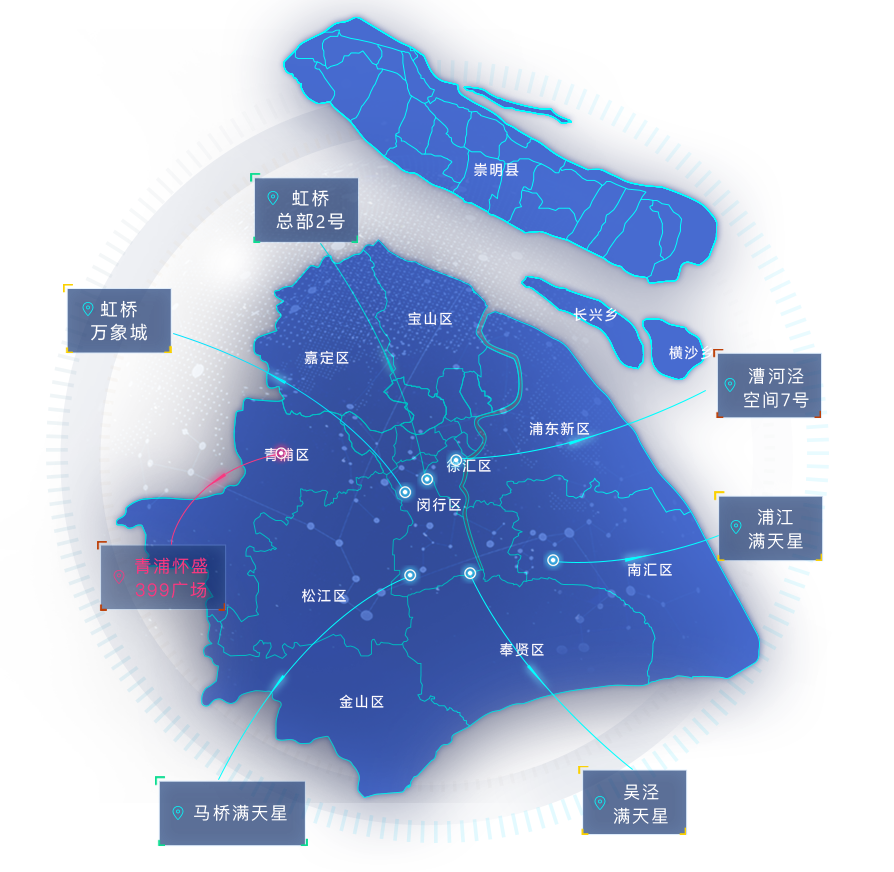 崇明县
虹桥
总部2号
虹桥
万象城
宝山区
长兴乡
横沙乡
嘉定区
漕河泾
空间7号
浦东新区
青浦区
徐汇区
闵行区
浦江
满天星
青浦怀盛
399广场
南汇区
松江区
奉贤区
金山区
马桥满天星
吴泾
满天星